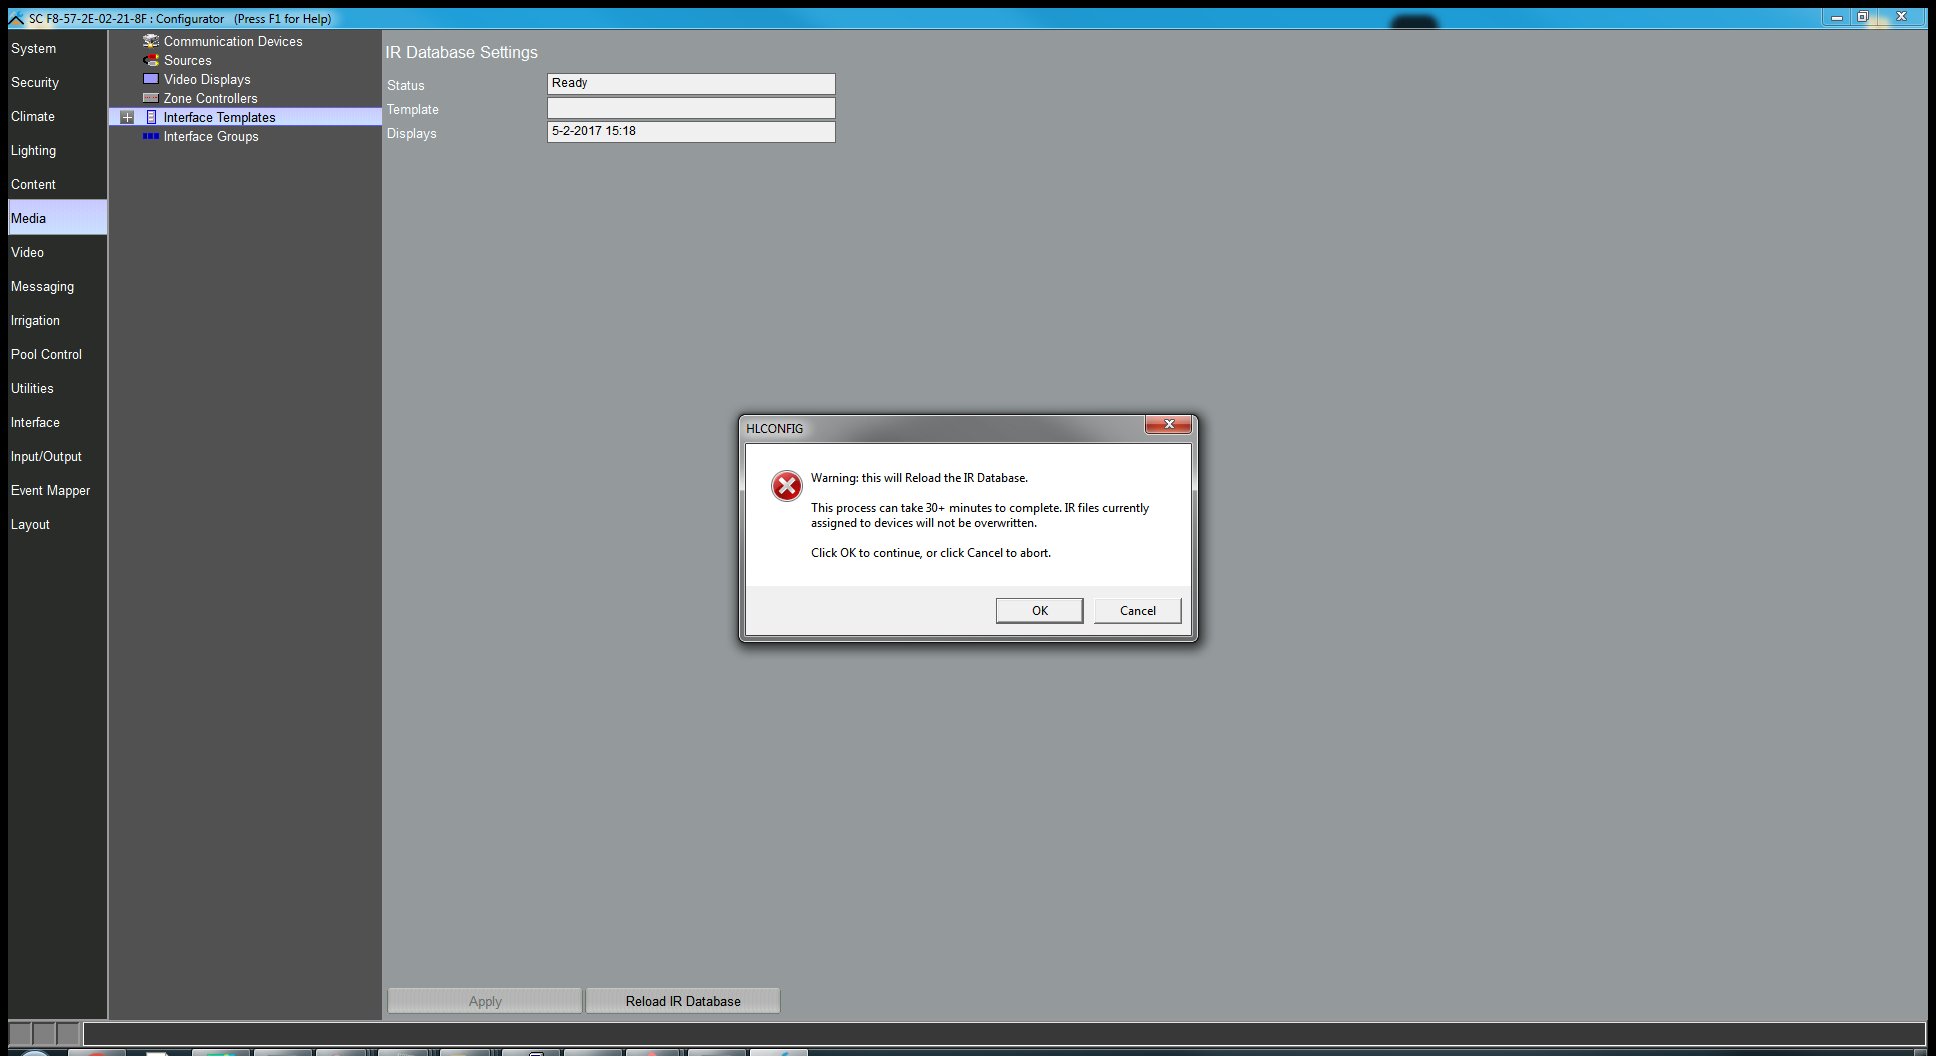 SC F8-57-2E-02-21-8F : Configurator (Press F1 for Help)
System
Security
Climate
Lighting
Content
Media
Video
Messaging
Irrigation
Pool Control
Utilities
Interface
Input/Output
Event Mapper
Layout
Communication Devices
Sources
Video Displays
Zone Controllers
Interface Templates
Interface Groups
IR Database Settings
Status Ready
Template
Displays 5-2-2017 15:18
HLCONFIG
Warning: this will Reload the IR Database.
This process can take 30+ minutes to complete. IR files currently
assigned to devices will not be overwritten.
Click OK to continue, or click Cancel to abort.
OK Cancel
Apply Reload IR Database